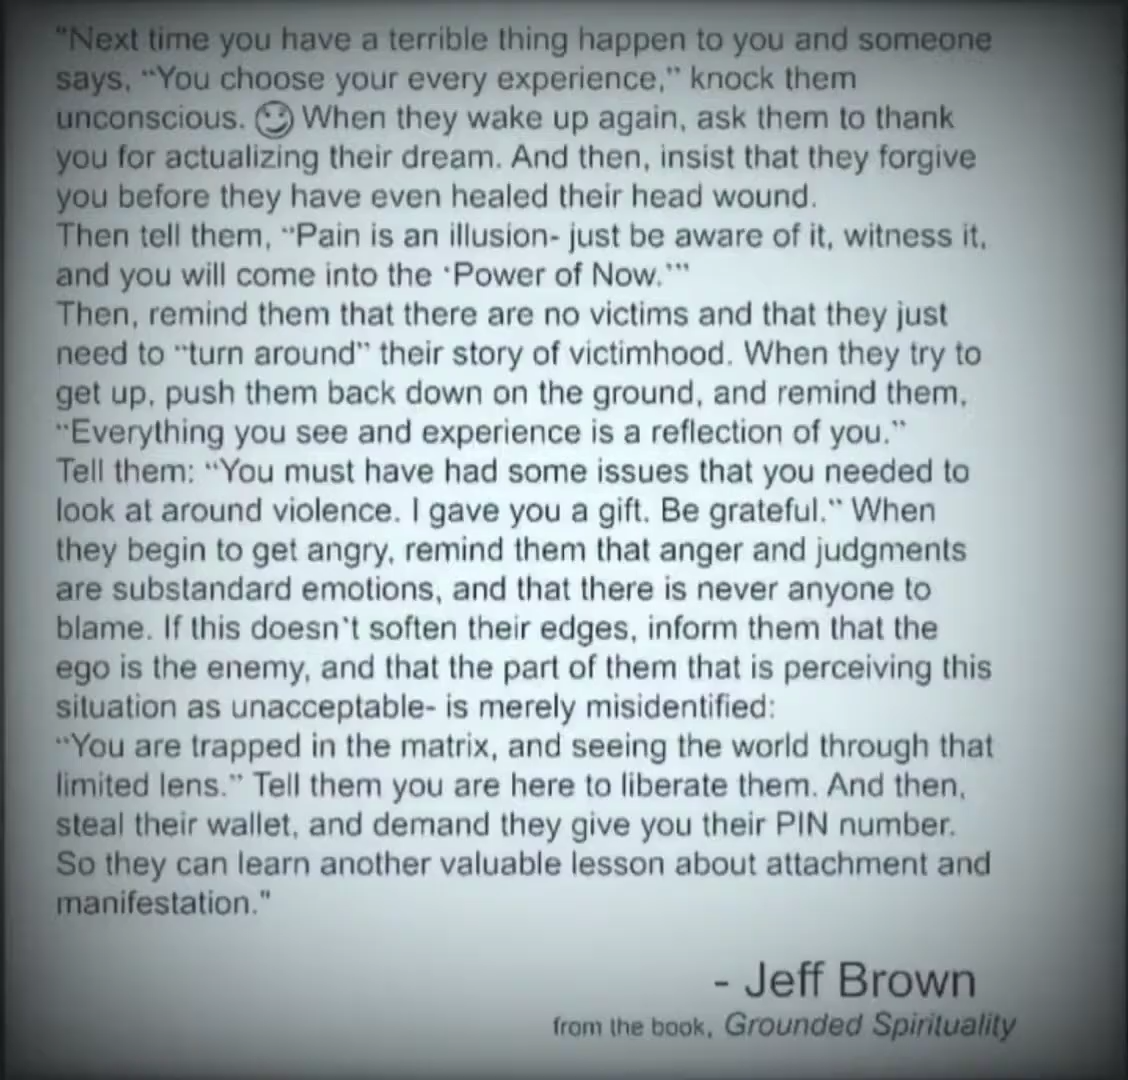 "Next time you have a terrible thing happen to you and someone
says, "You choose your every experience," knock them
unconscious. When they wake up again, ask them to thank
you for actualizing their dream. And then, insist that they forgive
you before they have even healed their head wound.
Then tell them, "Pain is an illusion- just be aware of it, witness it,
and you will come into the 'Power of Now.'"
Then, remind them that there are no victims and that they just
need to "turn around" their story of victimhood. When they try to
get up, push them back down on the ground, and remind them,
"Everything you see and experience is a reflection of you."
Tell them: "You must have had some issues that you needed to
look at around violence. I gave you a gift. Be grateful." When
they begin to get angry, remind them that anger and judgments
are substandard emotions, and that there is never anyone to
blame. If this doesn't soften their edges, inform them that the
ego is the enemy, and that the part of them that is perceiving this
situation as unacceptable- is merely misidentified:
"You are trapped in the matrix, and seeing the world through that
limited lens." Tell them you are here to liberate them. And then,
steal their wallet, and demand they give you their PIN number.
So they can learn another valuable lesson about attachment and
manifestation."
- Jeff Brown
from the book, Grounded Spirituality